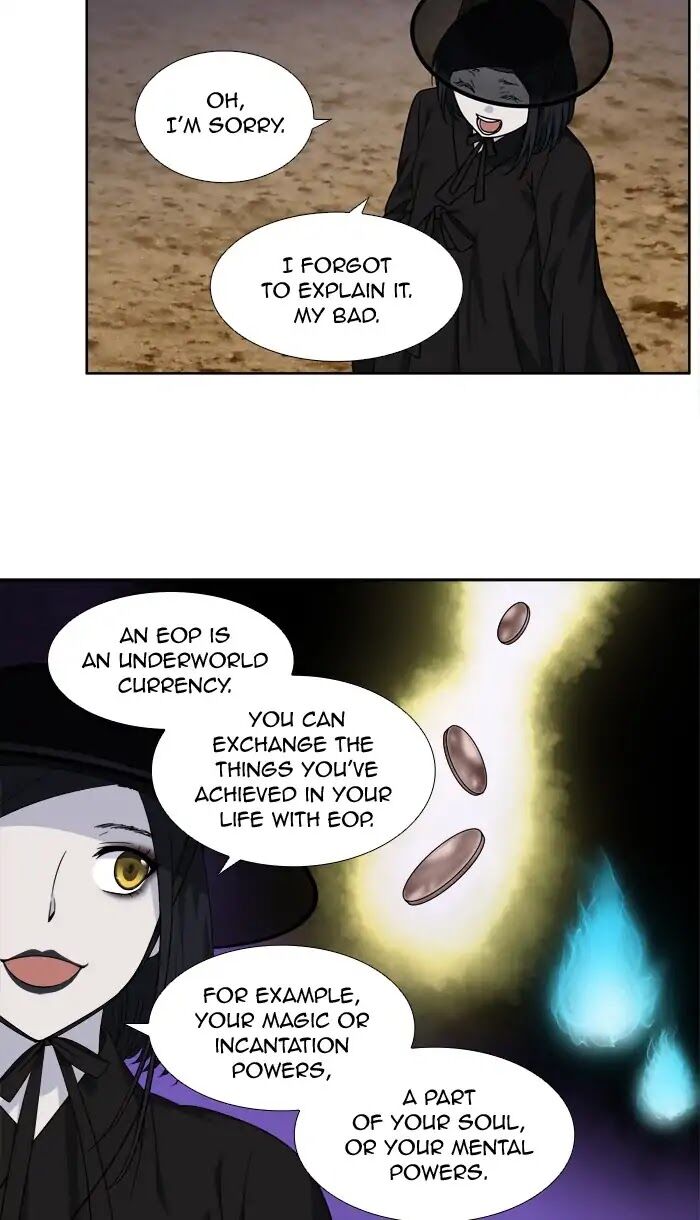 OH,
I'M SORRY.
I FORGOT
TO EXPLAIN IT.
MY BAD.
AN EOP IS
AN UNDERWORLD
CURRENCY.
YOU CAN
EXCHANGE THE
THINGS YOU'VE
ACHIEVED IN YOUR
LIFE WITH EOP.
FOR EXAMPLE,
YOUR MAGIC OR
INCANTATION
POWERS,
A PART
OF YOUR SOUL,
OR YOUR MENTAL
POWERS.